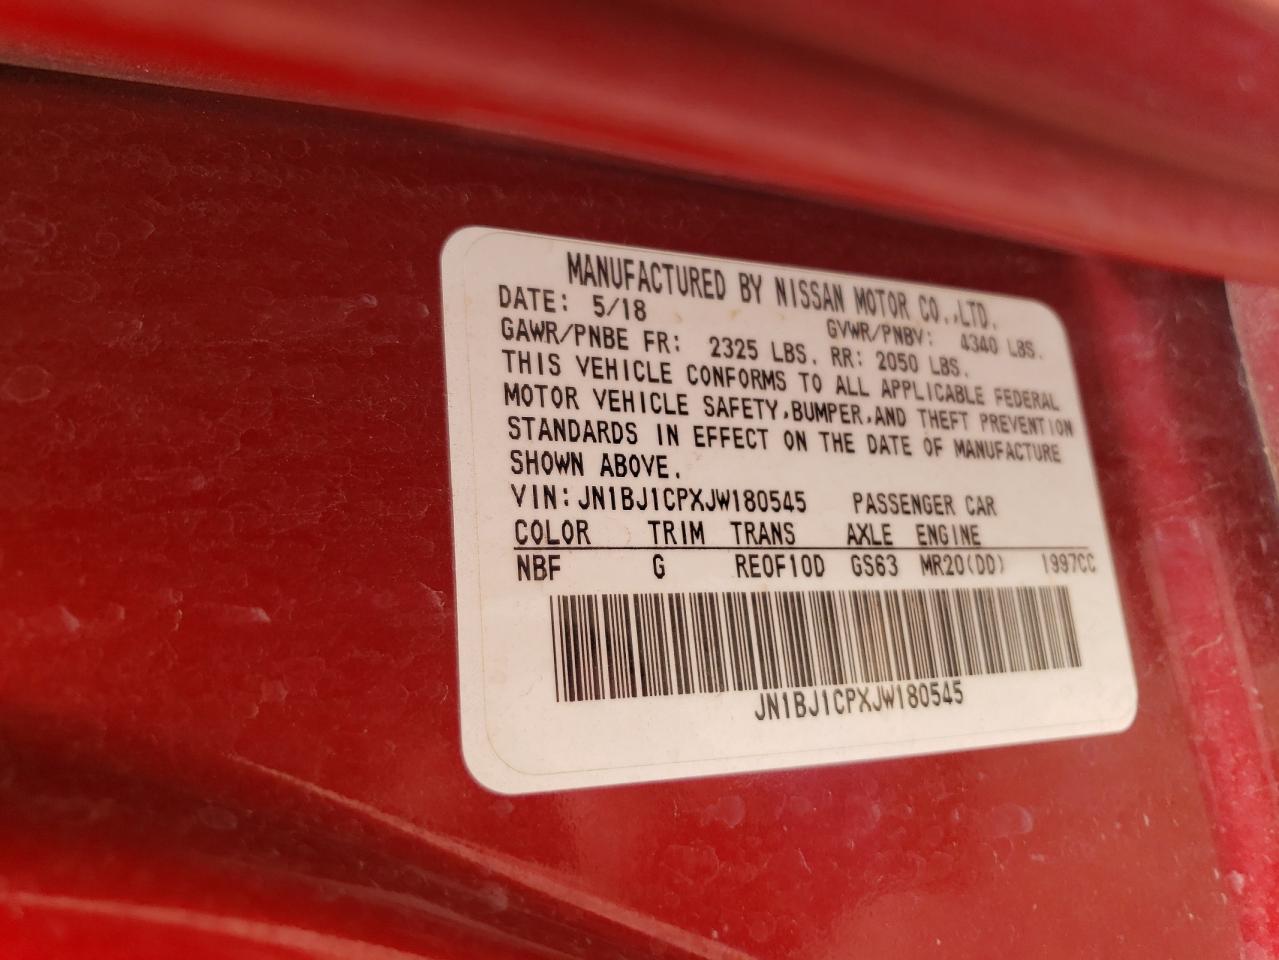 MANUFACTURED BY NISSAN MOTOR CO.,LTD.
DATE: 5/18 GVWR/PNBV: 4340 LBS.
GAWR/PNBE FR: 2325 LBS. RR: 2050 LBS.
THIS VEHICLE CONFORMS TO ALL APPLICABLE FEDERAL
MOTOR VEHICLE SAFETY,BUMPER,AND THEFT PREVENTION
STANDARDS IN EFFECT ON THE DATE OF MANUFACTURE
SHOWN ABOVE.
VIN:JN1BJ1CPXJW180545 PASSENGER CAR
COLOR TRIM TRANS AXLE ENGINE
NBF G RE0F10D GS63 MR20(DD) 1997CC
JN1BJ1CPXJW180545